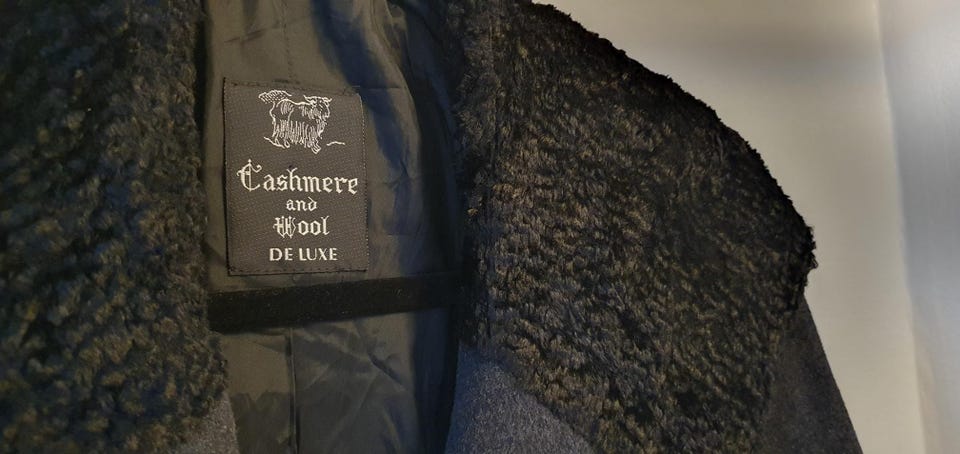 Cashmere
and
Wool
DE LUXE